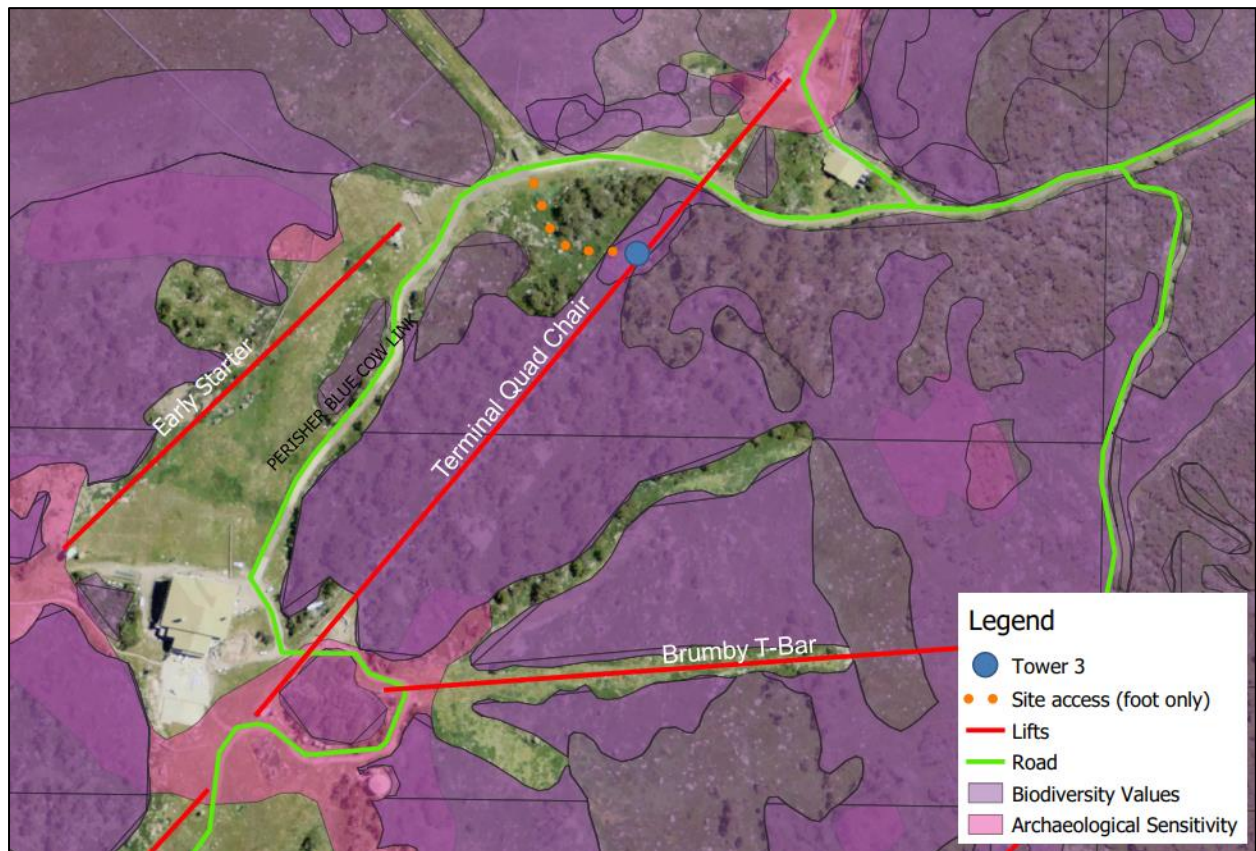 Early Starter
PERISHER BLUE COW LINK
Terminal Quad Chair
Brumby T-Bar
Legend
Tower 3
Site access (foot only)
Lifts
Road
Biodiversity Values
Archaeological Sensitivity